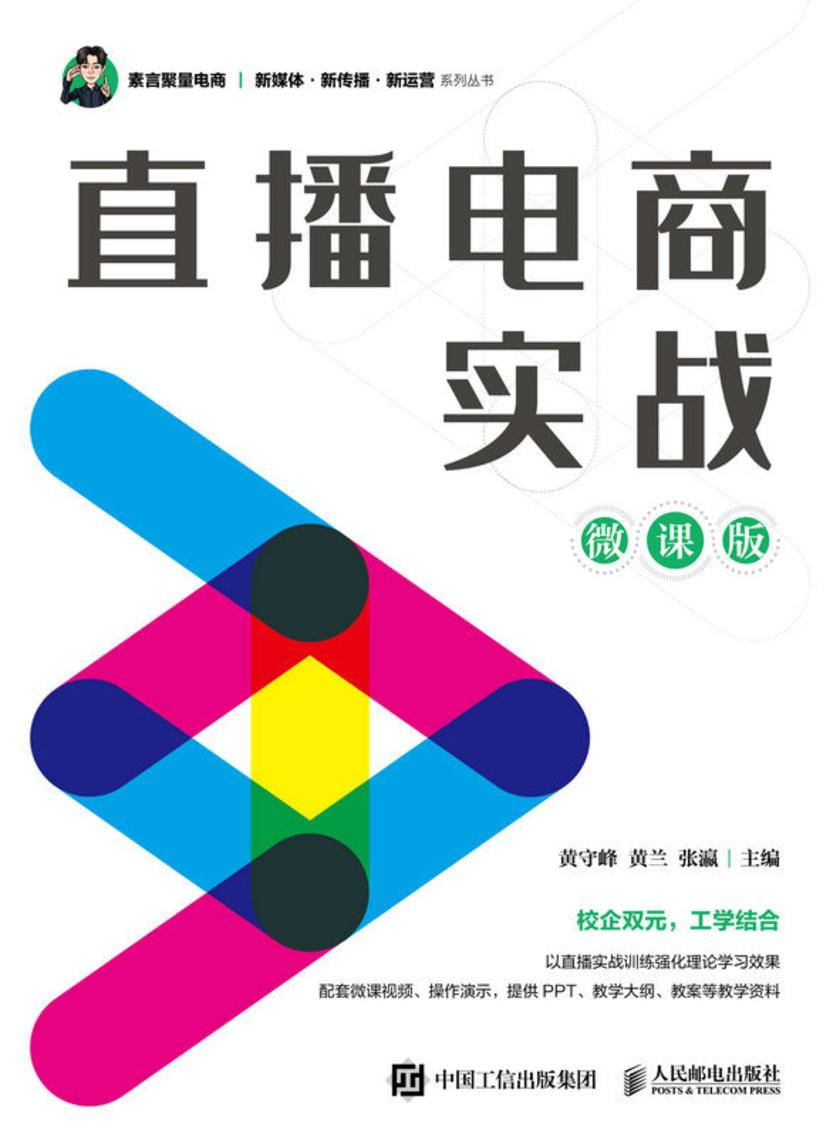 素言聚量电商 | 新媒体·新传播·新运营 系列丛书
直播电商
实战
微课版
黄守峰 黄兰 张瀛 | 主编
校企双元，工学结合
以直播实战训练强化理论学习效果
配套微课视频、操作演示，提供 PPT、教学大纲、教案等教学资料
中国工信出版集团 人民邮电出版社
POSTS & TELECOM PRESS